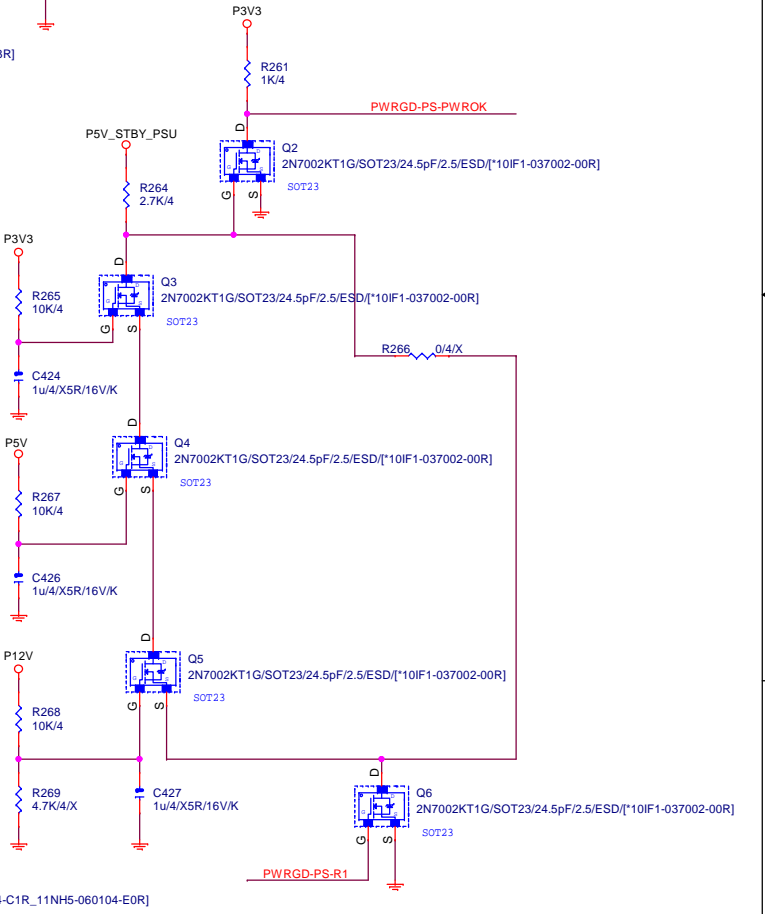 P3V3
3R]
R261
1K/4
PWRGD-PS-PWROK
P5V_STBY_PSU
D
Q2
2N7002KT1G/SOT23/24.5pF/2.5/ESD/[*10IF1-037002-00R]
SOT23
G
S
R264
2.7K/4
P3V3
D
Q3
2N7002KT1G/SOT23/24.5pF/2.5/ESD/[*10IF1-037002-00R]
SOT23
G
S
R265
10K/4
R266
0/4/X
C424
1u/4/X5R/16V/K
D
Q4
2N7002KT1G/SOT23/24.5pF/2.5/ESD/[*10IF1-037002-00R]
SOT23
G
S
P5V
R267
10K/4
C426
1u/4/X5R/16V/K
D
Q5
2N7002KT1G/SOT23/24.5pF/2.5/ESD/[*10IF1-037002-00R]
SOT23
G
S
P12V
R268
10K/4
R269
4.7K/4/X
C427
1u/4/X5R/16V/K
D
Q6
2N7002KT1G/SOT23/24.5pF/2.5/ESD/[*10IF1-037002-00R]
SOT23
G
S
PWRGD-PS-R1
-C1R_11NH5-060104-E0R]